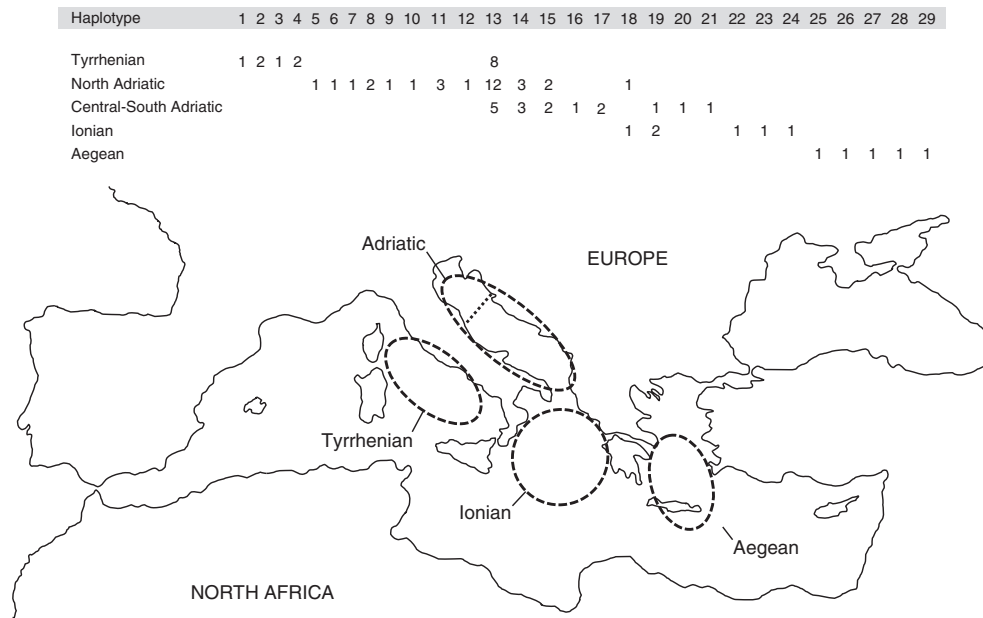 Haplotype 1 2 3 4 5 6 7 8 9 10 11 12 13 14 15 16 17 18 19 20 21 22 23 24 25 26 27 28 29
Tyrrhenian 1 2 1 2 8
North Adriatic 1 1 1 2 1 1 3 1 12 3 2 1
Central-South Adriatic 5 3 2 1 2 1 1 1
Ionian 1 2 1 1 1
Aegean 1 1 1 1 1
Adriatic
EUROPE
Tyrrhenian
Ionian
Aegean
NORTH AFRICA